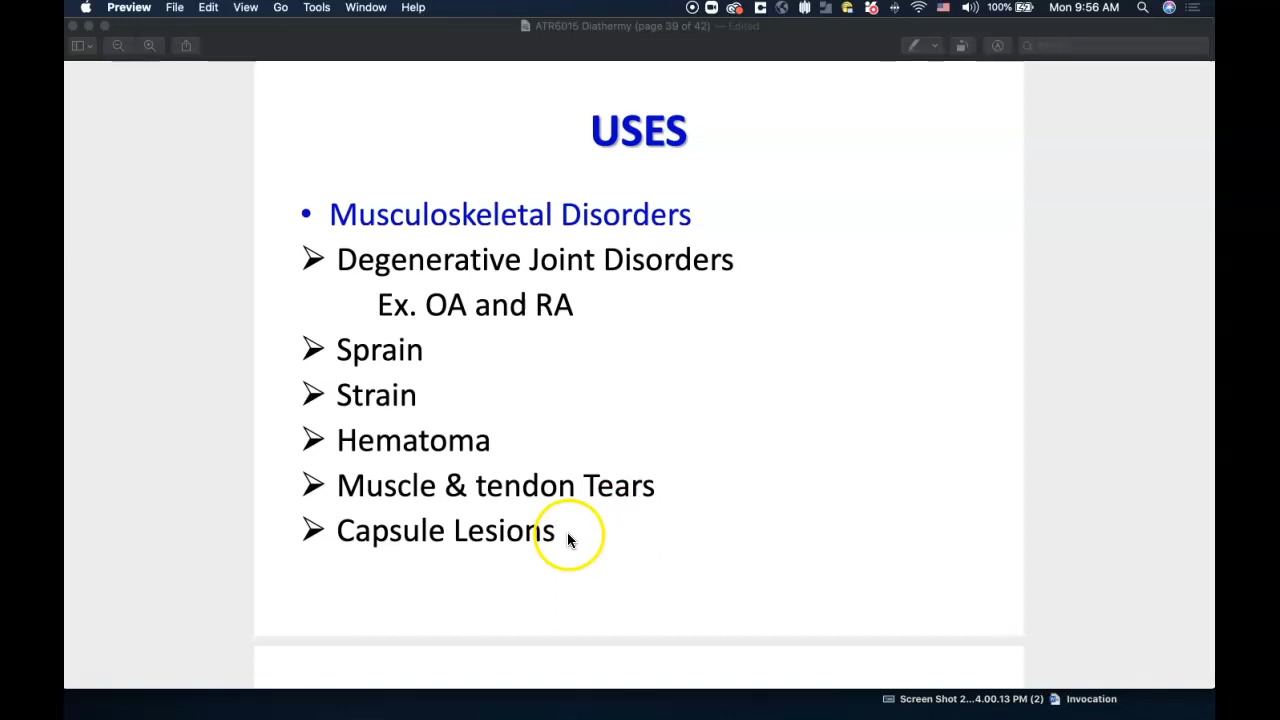 Preview File Edit View Go Tools Window Help 100% Mon 9:56 AM
ATR6015 Diathermy (page 39 of 42) — Edited
Search
USES
• Musculoskeletal Disorders
➢ Degenerative Joint Disorders
Ex. OA and RA
➢ Sprain
➢ Strain
➢ Hematoma
➢ Muscle & tendon Tears
➢ Capsule Lesions
Screen Shot 2...4.00.13 PM (2) Invocation